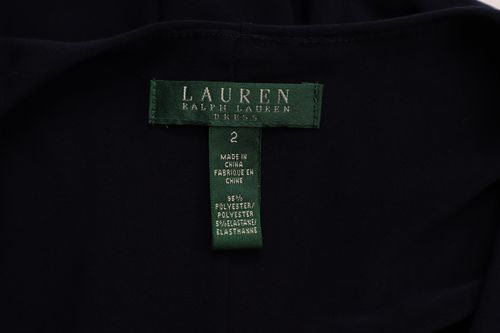 LAUREN
RALPH LAUREN
DRESS
2
MADE IN
CHINA
FABRIQUE EN
CHINE
95%
POLYESTER/
POLYESTER
5%ELASTANE/
ELASTHANNE